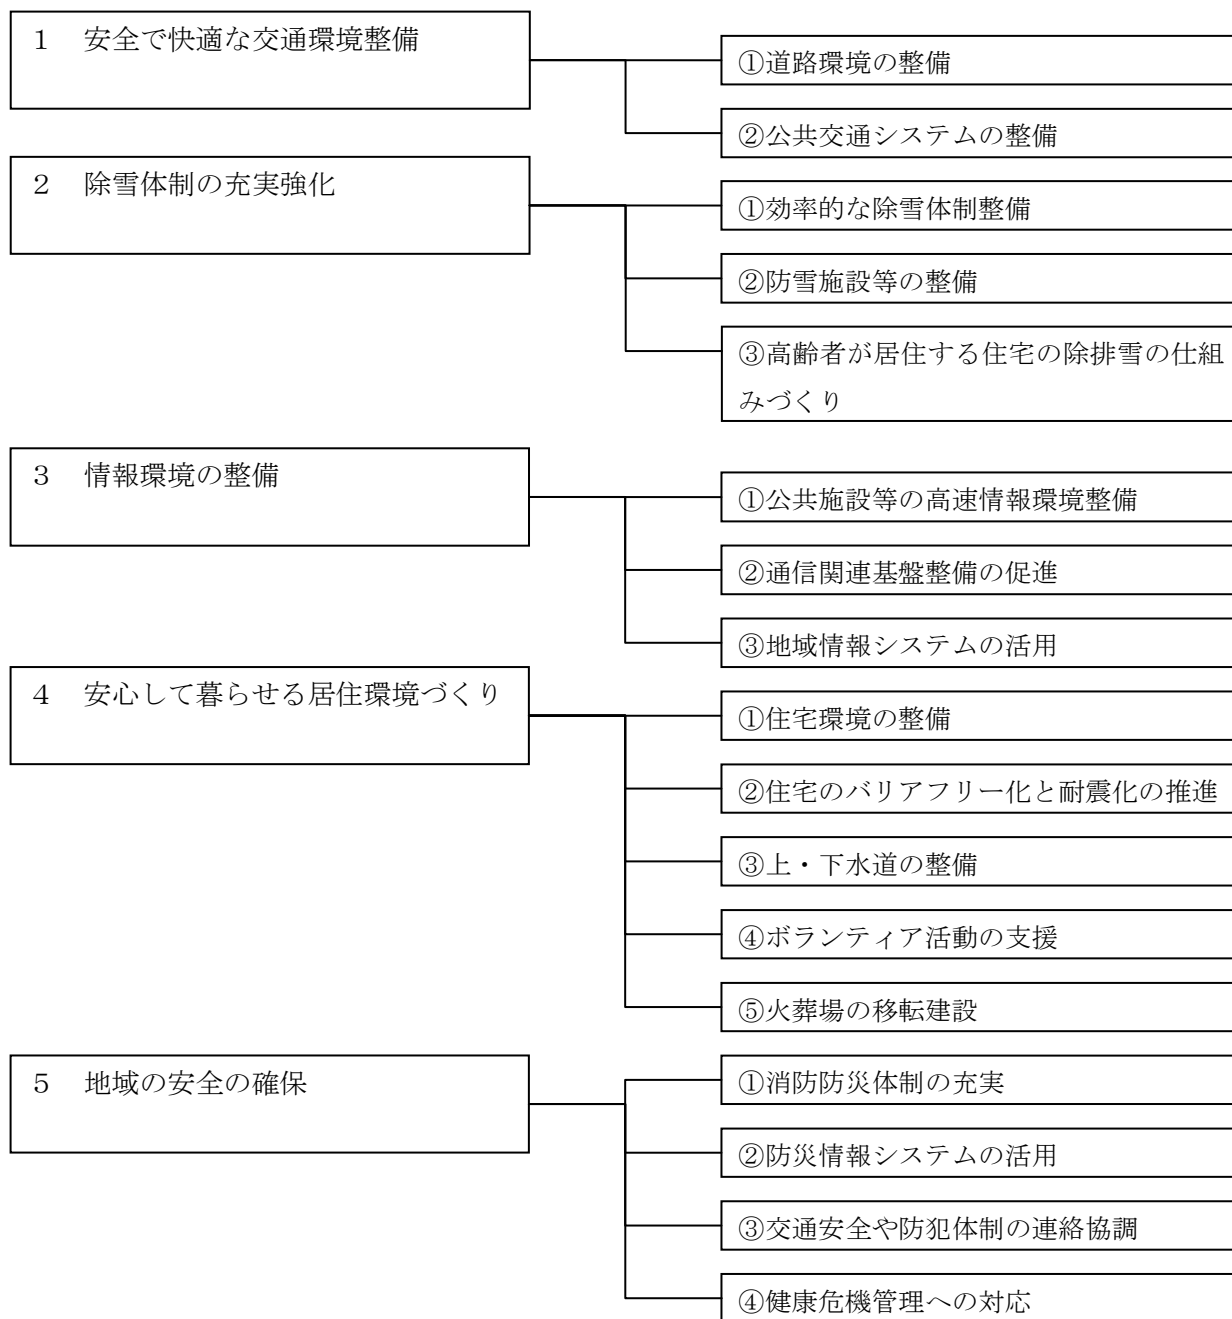 １　安全で快適な交通環境整備
①道路環境の整備
②公共交通システムの整備
２　除雪体制の充実強化
①効率的な除雪体制整備
②防雪施設等の整備
③高齢者が居住する住宅の除排雪の仕組
みづくり
３　情報環境の整備
①公共施設等の高速情報環境整備
②通信関連基盤整備の促進
③地域情報システムの活用
４　安心して暮らせる居住環境づくり
①住宅環境の整備
②住宅のバリアフリー化と耐震化の推進
③上・下水道の整備
④ボランティア活動の支援
⑤火葬場の移転建設
５　地域の安全の確保
①消防防災体制の充実
②防災情報システムの活用
③交通安全や防犯体制の連絡協調
④健康危機管理への対応